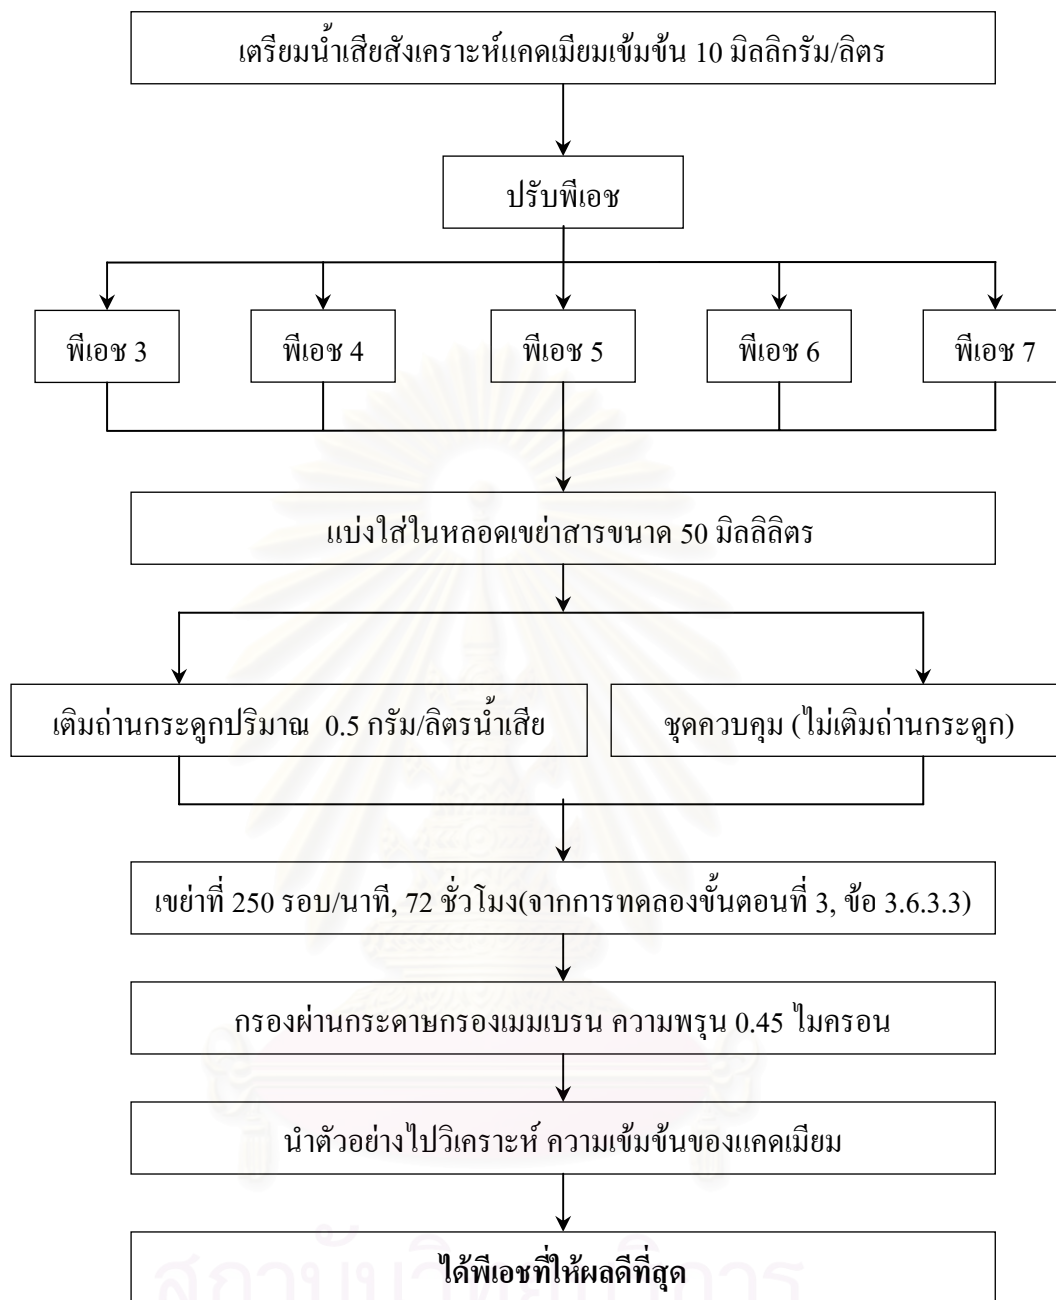 เตรียมน้ำเสียสังเคราะห์แคดเมียมเข้มข้น 10 มิลลิกรัม/ลิตร
ปรับพีเอช
พีเอช 3
พีเอช 4
พีเอช 5
พีเอช 6
พีเอช 7
แบ่งใส่ในหลอดเขย่าสารขนาด 50 มิลลิลิตร
เติมถ่านกระดูกปริมาณ 0.5 กรัม/ลิตรน้ำเสีย
ชุดควบคุม (ไม่เติมถ่านกระดูก)
เขย่าที่ 250 รอบ/นาที, 72 ชั่วโมง(จากการทดลองขั้นตอนที่ 3, ข้อ 3.6.3.3)
กรองผ่านกระดาษกรองเมมเบรน ความพรุน 0.45 ไมครอน
นำตัวอย่างไปวิเคราะห์ ความเข้มข้นของแคดเมียม
ได้พีเอชที่ให้ผลดีที่สุด